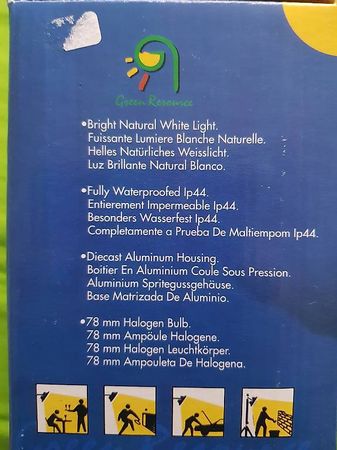 Green Resource
•Bright Natural White Light.
Fuissante Lumiere Blanche Naturelle.
Helles Natürliches Weisslicht.
Luz Brillante Natural Blanco.
•Fully Waterproofed Ip44.
Entierement Impermeable Ip44.
Besonders Wasserfest Ip44.
Completamente a Prueba De Maltiempom Ip44.
•Diecast Aluminum Housing.
Boitier En Aluminium Coule Sous Pression.
Aluminium Spritegussgehäuse.
Base Matrizada De Aluminio.
•78 mm Halogen Bulb.
78 mm Ampöule Halogene.
78 mm Halogen Leuchtkörper.
78 mm Ampouleta De Halogena.